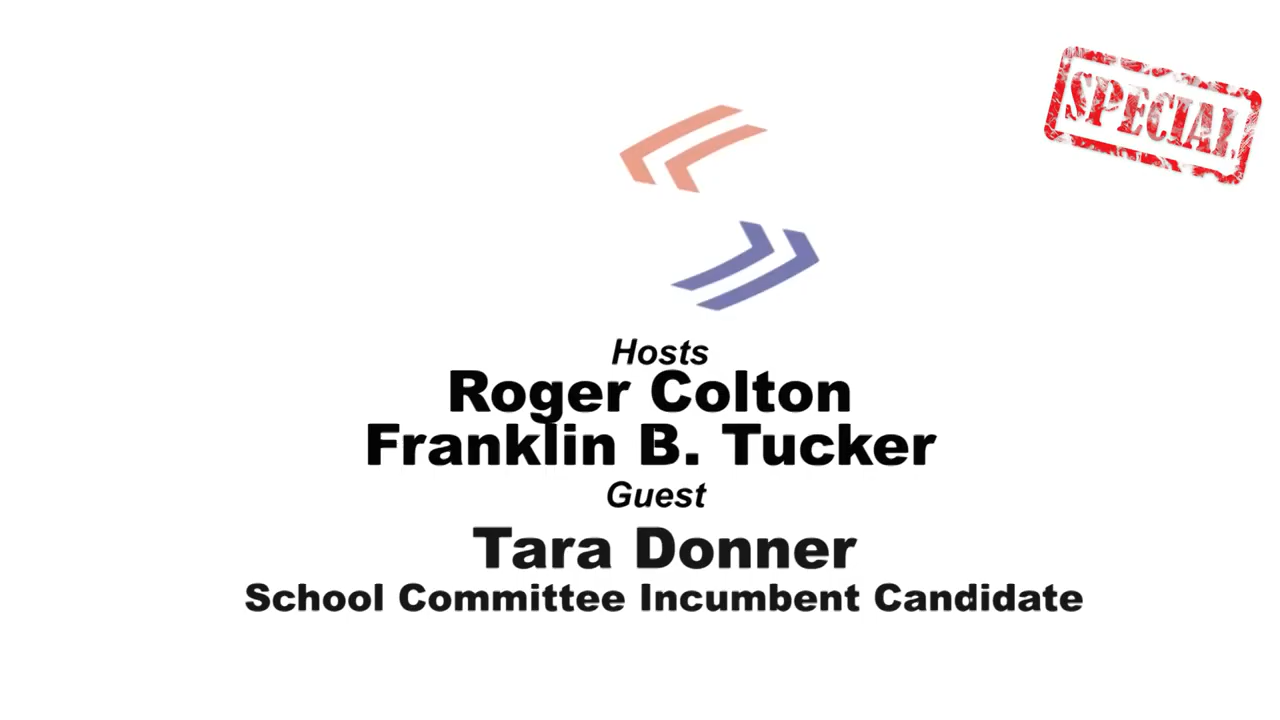 SPECIAL
Hosts
Roger Colton
Franklin B. Tucker
Guest
Tara Donner
School Committee Incumbent Candidate